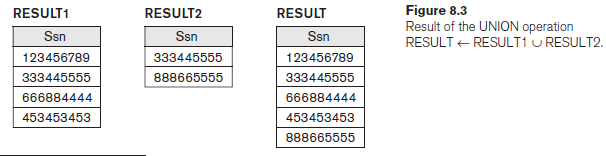 RESULT1
Ssn
123456789
333445555
666884444
453453453
RESULT2
Ssn
333445555
888665555
RESULT
Ssn
123456789
333445555
666884444
453453453
888665555
Figure 8.3
Result of the UNION operation
RESULT ← RESULT1 ∪ RESULT2.